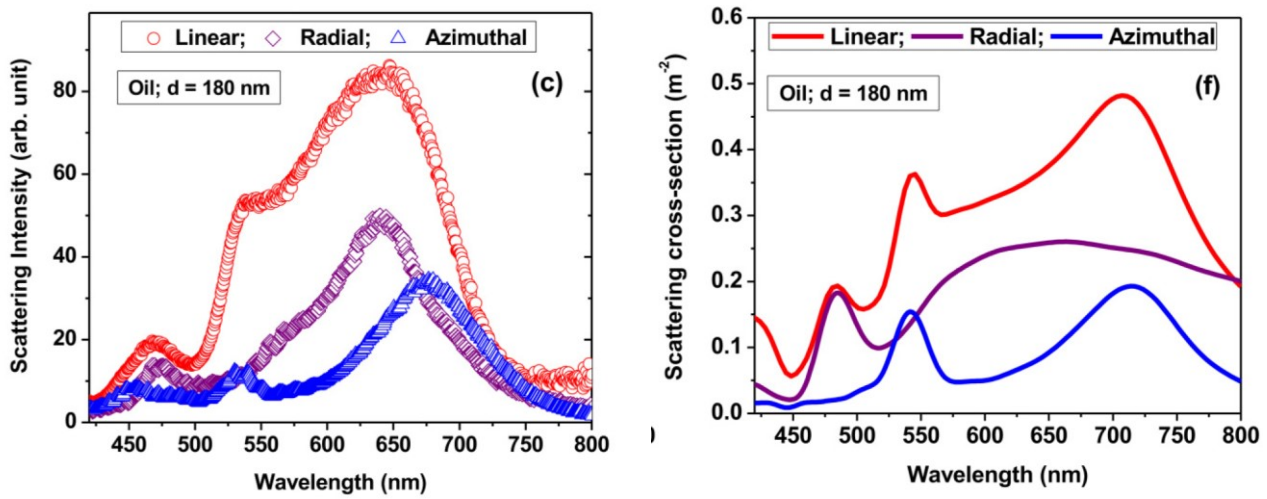 Linear; Radial; Azimuthal
Oil; d = 180 nm
(c)
Scattering Intensity (arb. unit)
80
60
40
20
0
450 500 550 600 650 700 750 800
Wavelength (nm)
Linear; Radial; Azimuthal
Oil; d = 180 nm
(f)
Scattering cross-section (m-2)
0.6
0.5
0.4
0.3
0.2
0.1
0.0
450 500 550 600 650 700 750 800
Wavelength (nm)